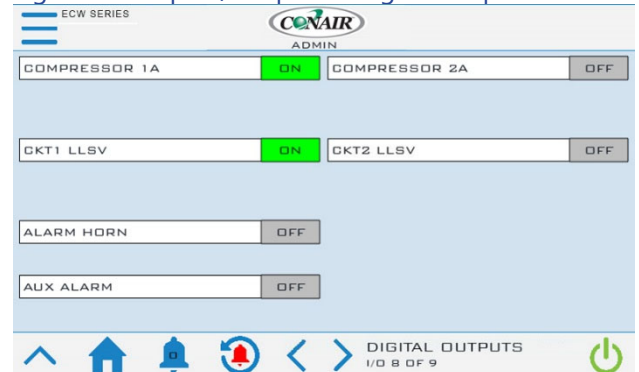 ECW SERIES
CONAIR
ADMIN
COMPRESSOR 1A ON COMPRESSOR 2A OFF
CKT1 LLSV ON CKT2 LLSV OFF
ALARM HORN OFF
AUX ALARM OFF
0
DIGITAL OUTPUTS
I/O 8 OF 9